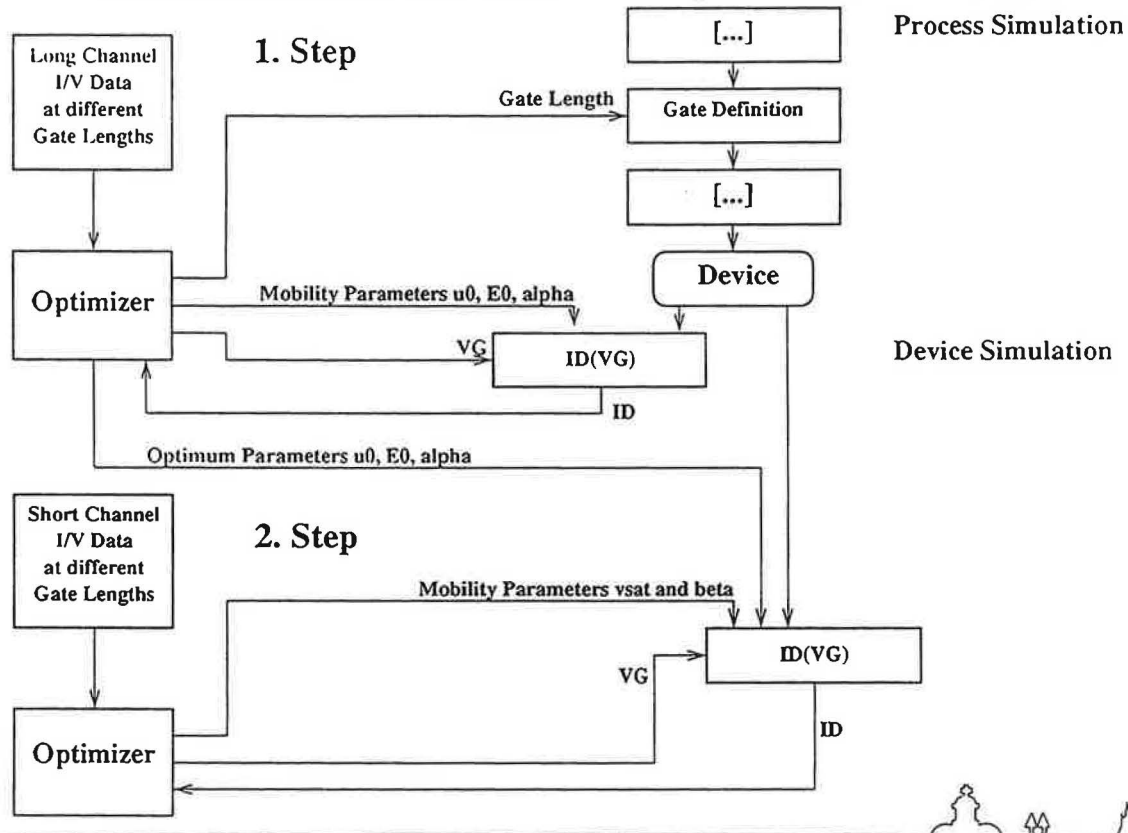 Process Simulation
[...]
1. Step
Long Channel
I/V Data
at different
Gate Lengths
Gate Length
Gate Definition
[...]
Device
Optimizer
Mobility Parameters u0, E0, alpha
VG
ID(VG)
Device Simulation
ID
Optimum Parameters u0, E0, alpha
Short Channel
I/V Data
at different
Gate Lengths
2. Step
Mobility Parameters vsat and beta
ID(VG)
VG
ID
Optimizer